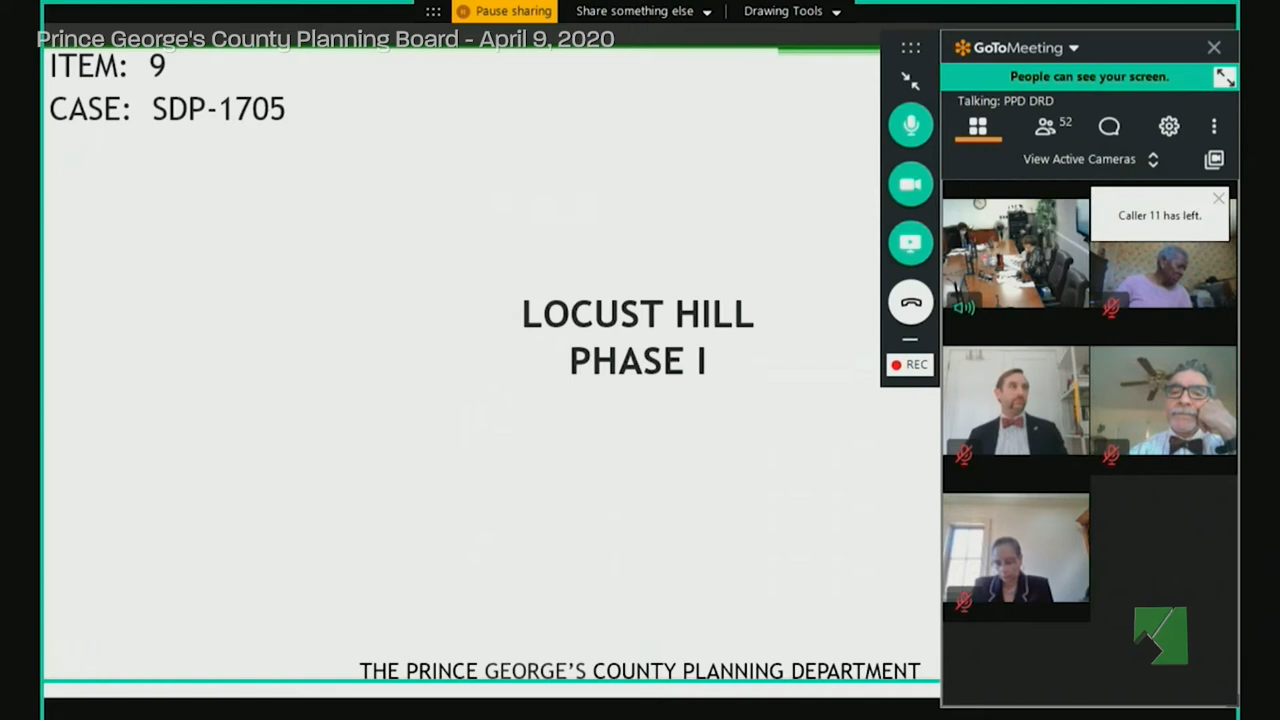 Pause sharing
Share something else
Drawing Tools
Prince George's County Planning Board - April 9, 2020
ITEM: 9
CASE: SDP-1705
LOCUST HILL
PHASE I
THE PRINCE GEORGE'S COUNTY PLANNING DEPARTMENT
REC
GoToMeeting
People can see your screen.
Talking: PPD DRD
52
View Active Cameras
Caller 11 has left.